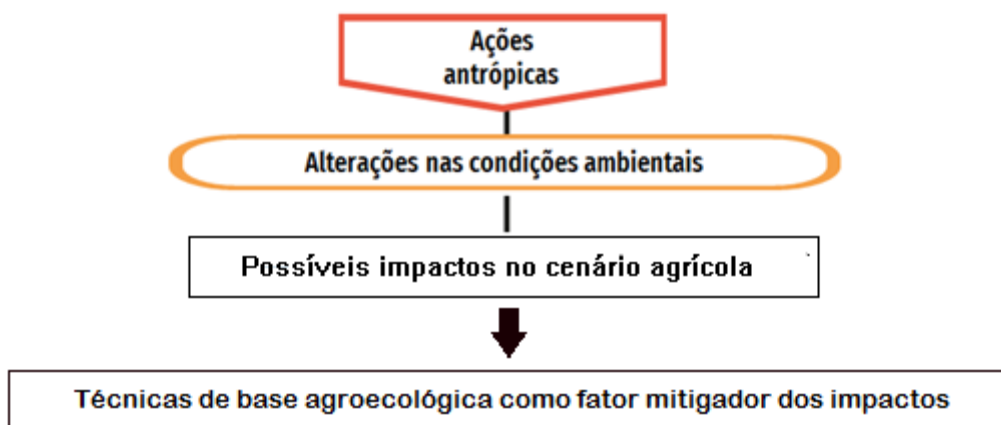 Ações
antrópicas
Alterações nas condições ambientais
Possíveis impactos no cenário agrícola
Técnicas de base agroecológica como fator mitigador dos impactos